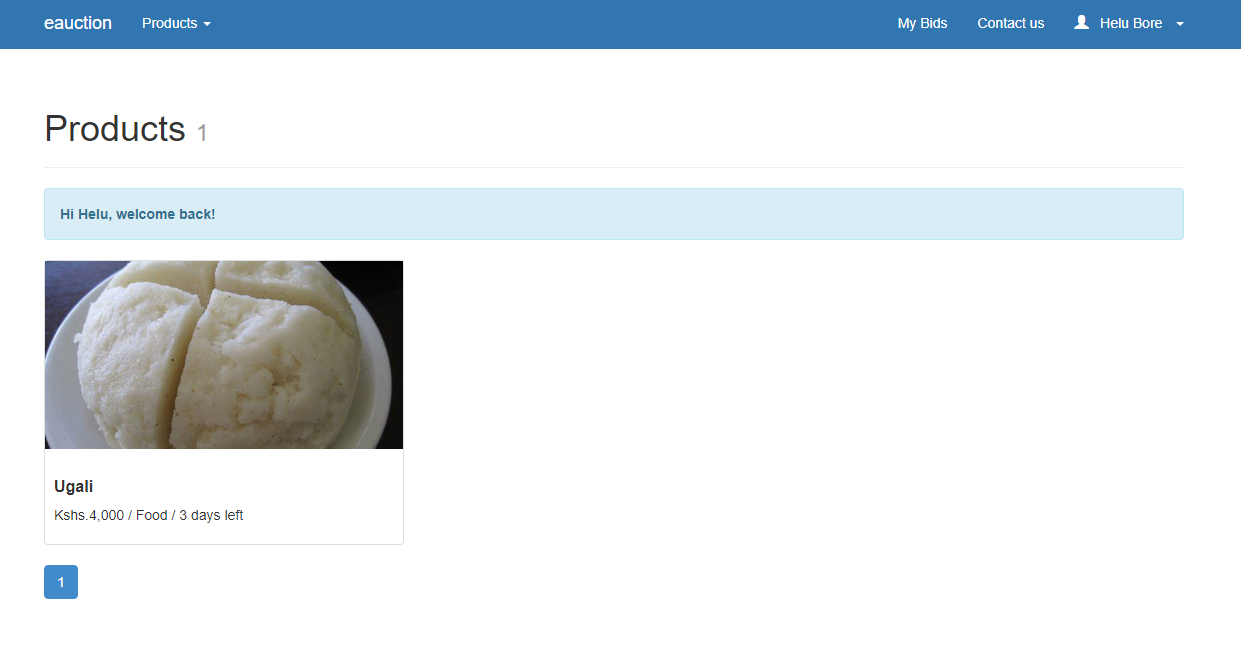 eauction Products My Bids Contact us Helu Bore
Products 1
Hi Helu, welcome back!
Ugali
Kshs.4,000 / Food / 3 days left
1